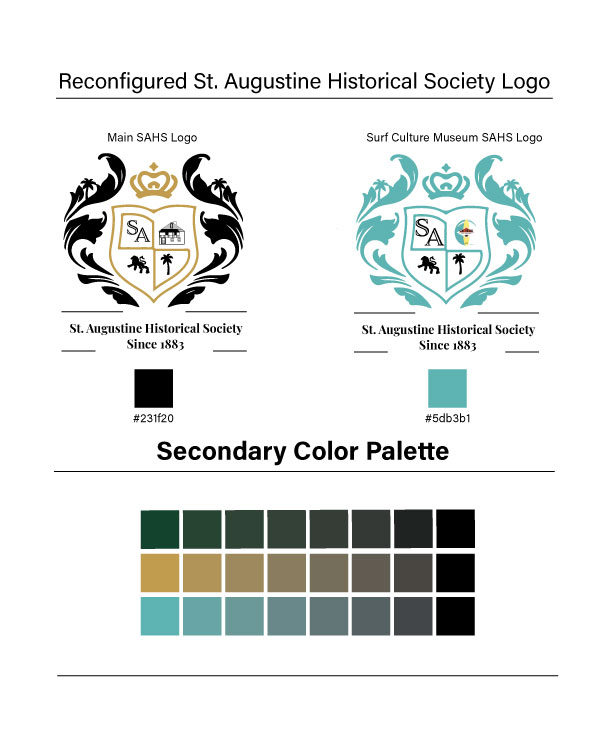 Reconfigured St. Augustine Historical Society Logo
Main SAHS Logo
SA
St. Augustine Historical Society
Since 1883
#231f20
Surf Culture Museum SAHS Logo
SA
St. Augustine Historical Society
Since 1883
#5db3b1
Secondary Color Palette